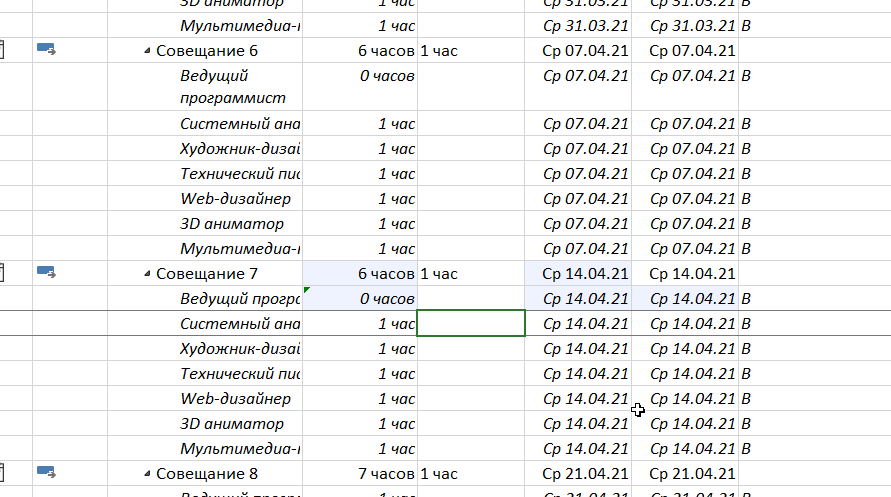 3D аниматор 1 час Ср 31.03.21 Ср 31.03.21 В
Мультимедиа- 1 час Ср 31.03.21 Ср 31.03.21 В
Совещание 6 6 часов 1 час Ср 07.04.21 Ср 07.04.21
Ведущий 0 часов Ср 07.04.21 Ср 07.04.21 В
программист
Системный ана 1 час Ср 07.04.21 Ср 07.04.21 В
Художник-дизай 1 час Ср 07.04.21 Ср 07.04.21 В
Технический пис 1 час Ср 07.04.21 Ср 07.04.21 В
Web-дизайнер 1 час Ср 07.04.21 Ср 07.04.21 В
3D аниматор 1 час Ср 07.04.21 Ср 07.04.21 В
Мультимедиа- 1 час Ср 07.04.21 Ср 07.04.21 В
Совещание 7 6 часов 1 час Ср 14.04.21 Ср 14.04.21
Ведущий програ 0 часов Ср 14.04.21 Ср 14.04.21 В
Системный ана 1 час Ср 14.04.21 Ср 14.04.21 В
Художник-дизай 1 час Ср 14.04.21 Ср 14.04.21 В
Технический пис 1 час Ср 14.04.21 Ср 14.04.21 В
Web-дизайнер 1 час Ср 14.04.21 Ср 14.04.21 В
3D аниматор 1 час Ср 14.04.21 Ср 14.04.21 В
Мультимедиа- 1 час Ср 14.04.21 Ср 14.04.21 В
Совещание 8 7 часов 1 час Ср 21.04.21 Ср 21.04.21